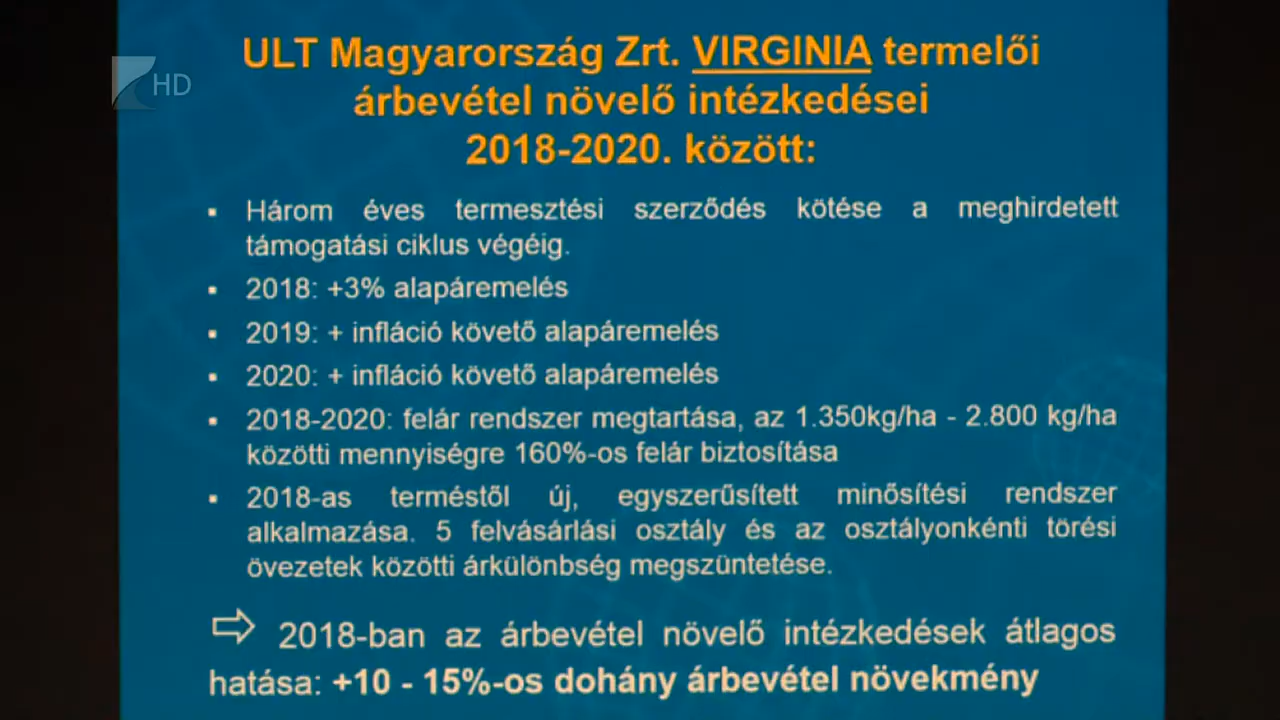 HD
ULT Magyarország Zrt. VIRGINIA termelői
árbevétel növelő intézkedései
2018-2020. között:
▪ Három éves termesztési szerződés kötése a meghirdetett
támogatási ciklus végéig.
▪ 2018: +3% alapáremelés
▪ 2019: + infláció követő alapáremelés
▪ 2020: + infláció követő alapáremelés
▪ 2018-2020: felár rendszer megtartása, az 1.350kg/ha - 2.800 kg/ha
közötti mennyiségre 160%-os felár biztosítása
▪ 2018-as terméstől új, egyszerűsített minősítési rendszer
alkalmazása. 5 felvásárlási osztály és az osztályonkénti törési
övezetek közötti árkülönbség megszüntetése.
⇨ 2018-ban az árbevétel növelő intézkedések átlagos
hatása: +10 - 15%-os dohány árbevétel növekmény